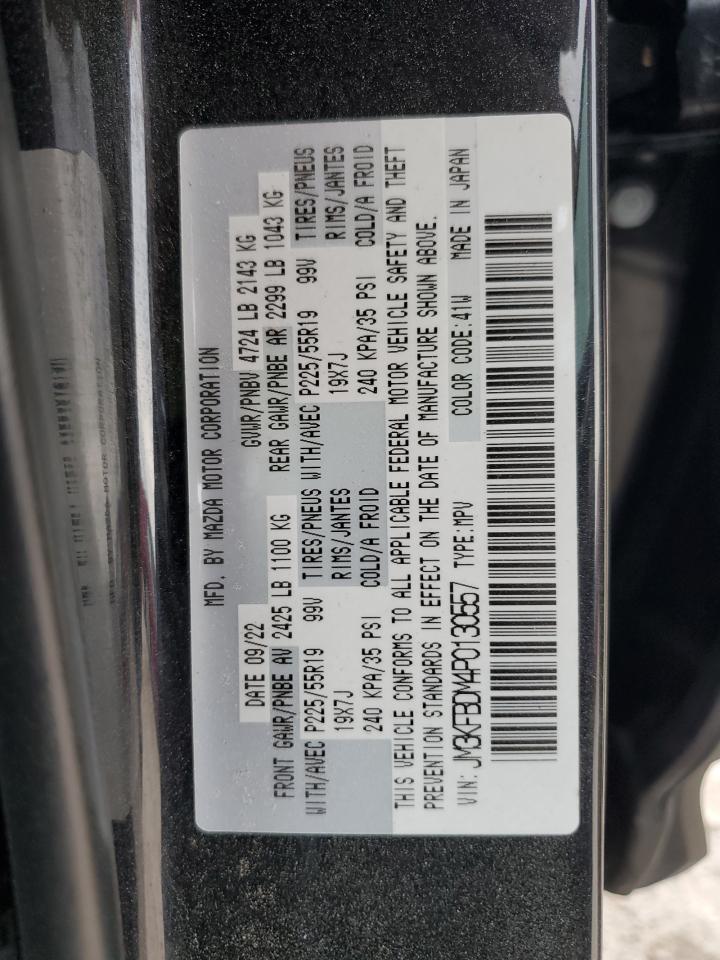 MFD. BY MAZDA MOTOR CORPORATION
DATE 09/22 GVWR/PNBV 4724 LB 2143 KG
FRONT GAWR/PNBE AV 2425 LB 1100 KG REAR GAWR/PNBE AR 2299 LB 1043 KG
WITH/AVEC P225/55R19 99V TIRES/PNEUS WITH/AVEC P225/55R19 99V TIRES/PNEUS
19X7J RIMS/JANTES 19X7J RIMS/JANTES
240 KPA/35 PSI COLD/A FROID 240 KPA/35 PSI COLD/A FROID
THIS VEHICLE CONFORMS TO ALL APPLICABLE FEDERAL MOTOR VEHICLE SAFETY AND THEFT
PREVENTION STANDARDS IN EFFECT ON THE DATE OF MANUFACTURE SHOWN ABOVE.
VIN: JM3KFBDM4P0130557 TYPE:MPV COLOR CODE:41W MADE IN JAPAN